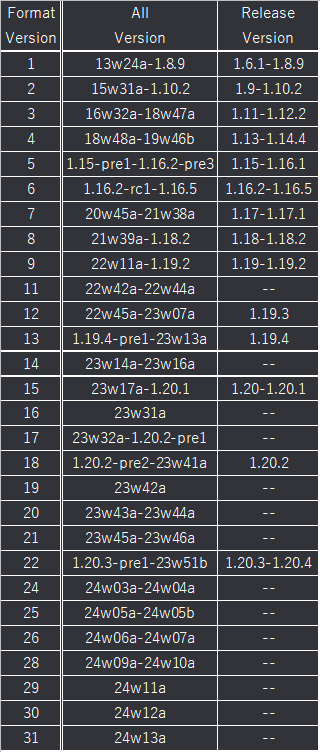 Format All Release
Version Version Version
1 13w24a-1.8.9 1.6.1-1.8.9
2 15w31a-1.10.2 1.9-1.10.2
3 16w32a-18w47a 1.11-1.12.2
4 18w48a-19w46b 1.13-1.14.4
5 1.15-pre1-1.16.2-pre3 1.15-1.16.1
6 1.16.2-rc1-1.16.5 1.16.2-1.16.5
7 20w45a-21w38a 1.17-1.17.1
8 21w39a-1.18.2 1.18-1.18.2
9 22w11a-1.19.2 1.19-1.19.2
11 22w42a-22w44a --
12 22w45a-23w07a 1.19.3
13 1.19.4-pre1-23w13a 1.19.4
14 23w14a-23w16a --
15 23w17a-1.20.1 1.20-1.20.1
16 23w31a --
17 23w32a-1.20.2-pre1 --
18 1.20.2-pre2-23w41a 1.20.2
19 23w42a --
20 23w43a-23w44a --
21 23w45a-23w46a --
22 1.20.3-pre1-23w51b 1.20.3-1.20.4
24 24w03a-24w04a --
25 24w05a-24w05b --
26 24w06a-24w07a --
28 24w09a-24w10a --
29 24w11a --
30 24w12a --
31 24w13a --